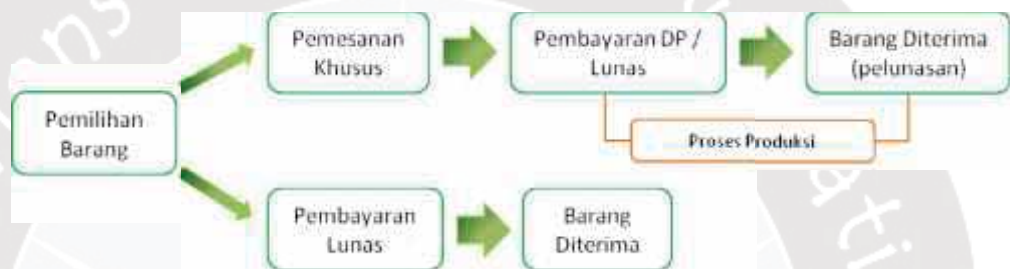 Pemilihan
Barang
Pemesanan
Khusus
Pembayaran DP /
Lunas
Barang Diterima
(pelunasan)
Proses Produksi
Pembayaran
Lunas
Barang
Diterima